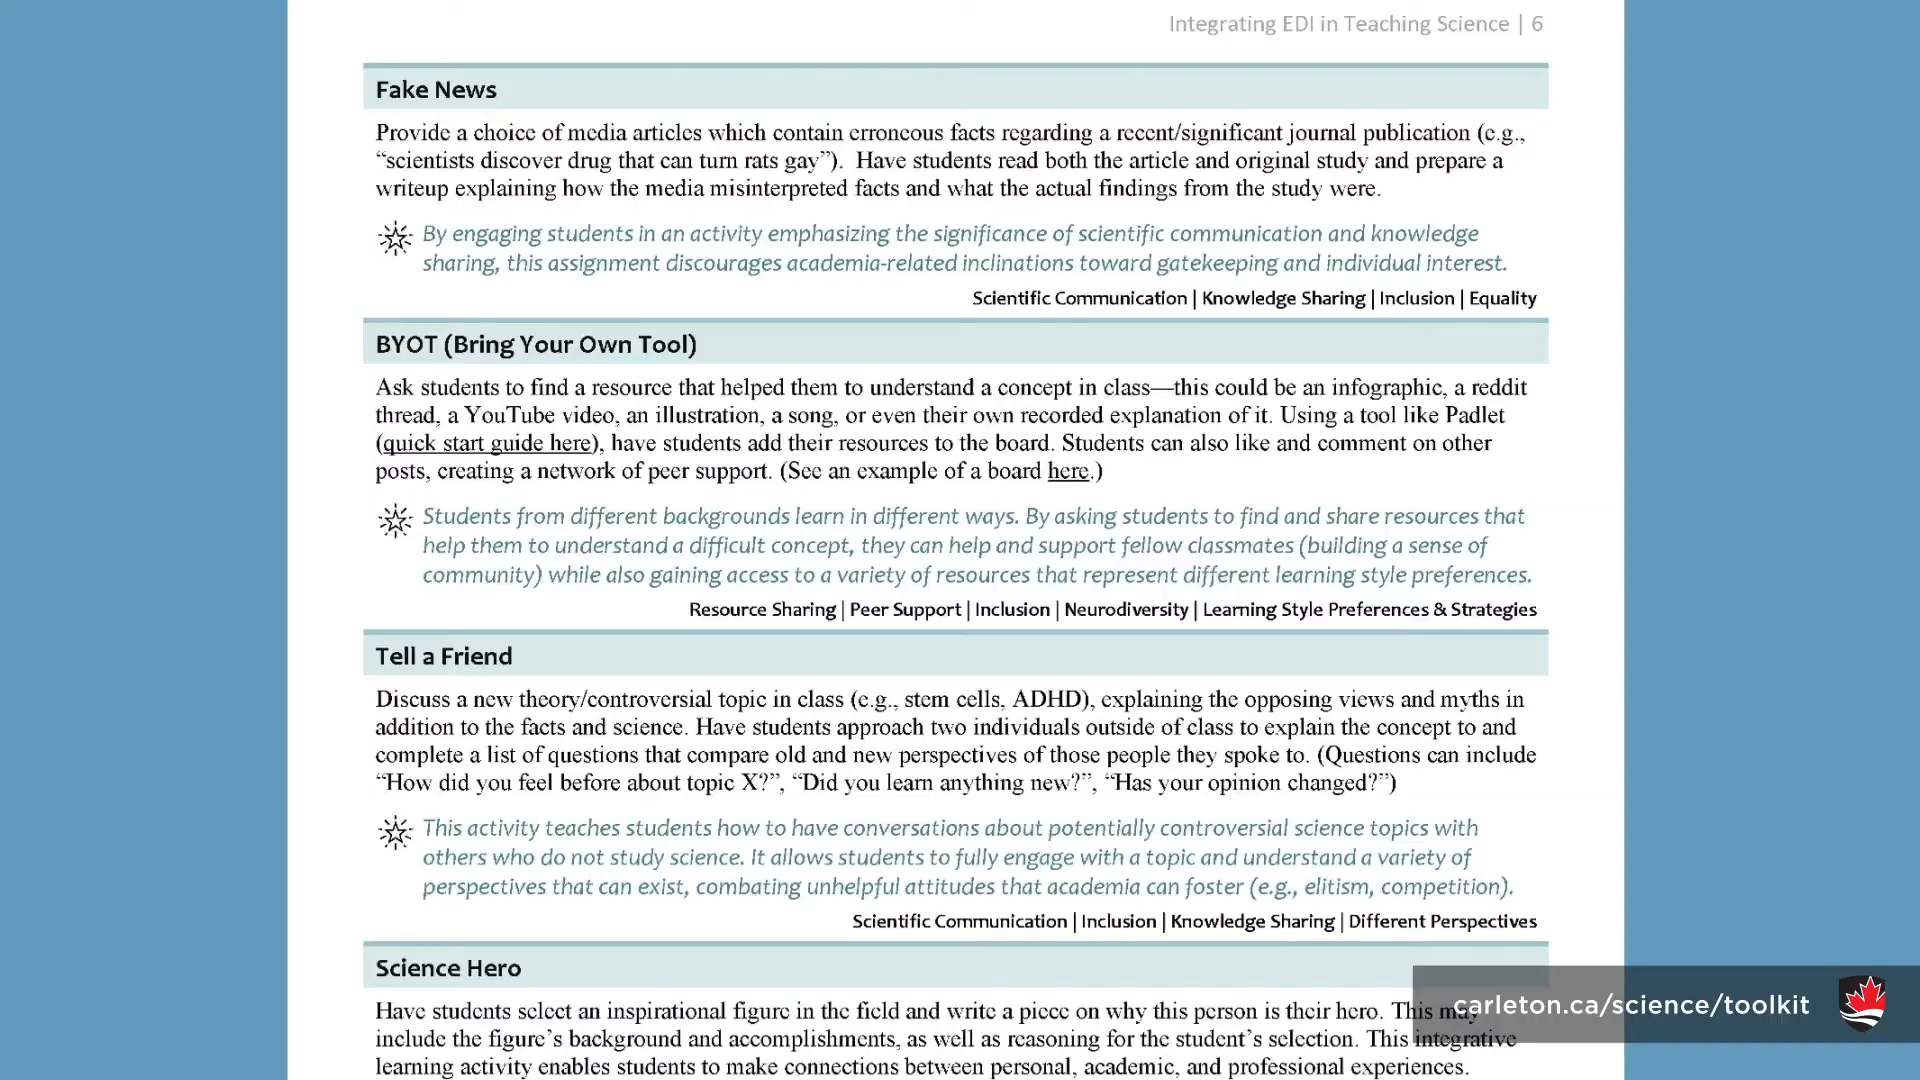 Integrating EDI in Teaching Science | 6
Fake News
Provide a choice of media articles which contain erroneous facts regarding a recent/significant journal publication (e.g.,
“scientists discover drug that can turn rats gay”).  Have students read both the article and original study and prepare a
writeup explaining how the media misinterpreted facts and what the actual findings from the study were.
By engaging students in an activity emphasizing the significance of scientific communication and knowledge
sharing, this assignment discourages academia-related inclinations toward gatekeeping and individual interest.
Scientific Communication | Knowledge Sharing | Inclusion | Equality
BYOT (Bring Your Own Tool)
Ask students to find a resource that helped them to understand a concept in class—this could be an infographic, a reddit
thread, a YouTube video, an illustration, a song, or even their own recorded explanation of it. Using a tool like Padlet
(quick start guide here), have students add their resources to the board. Students can also like and comment on other
posts, creating a network of peer support. (See an example of a board here.)
Students from different backgrounds learn in different ways. By asking students to find and share resources that
help them to understand a difficult concept, they can help and support fellow classmates (building a sense of
community) while also gaining access to a variety of resources that represent different learning style preferences.
Resource Sharing | Peer Support | Inclusion | Neurodiversity | Learning Style Preferences & Strategies
Tell a Friend
Discuss a new theory/controversial topic in class (e.g., stem cells, ADHD), explaining the opposing views and myths in
addition to the facts and science. Have students approach two individuals outside of class to explain the concept to and
complete a list of questions that compare old and new perspectives of those people they spoke to. (Questions can include
“How did you feel before about topic X?”, “Did you learn anything new?”, “Has your opinion changed?”)
This activity teaches students how to have conversations about potentially controversial science topics with
others who do not study science. It allows students to fully engage with a topic and understand a variety of
perspectives that can exist, combating unhelpful attitudes that academia can foster (e.g., elitism, competition).
Scientific Communication | Inclusion | Knowledge Sharing | Different Perspectives
Science Hero
Have students select an inspirational figure in the field and write a piece on why this person is their hero. This may
include the figure’s background and accomplishments, as well as reasoning for the student’s selection. This integrative
learning activity enables students to make connections between personal, academic, and professional experiences.
carleton.ca/science/toolkit